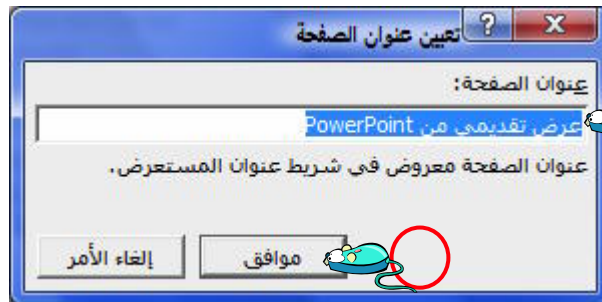 تعيين عنوان الصفحة
عنوان الصفحة:
عرض تقديمي من PowerPoint
عنوان الصفحة معروض في شريط عنوان المستعرض.
موافق
إلغاء الأمر